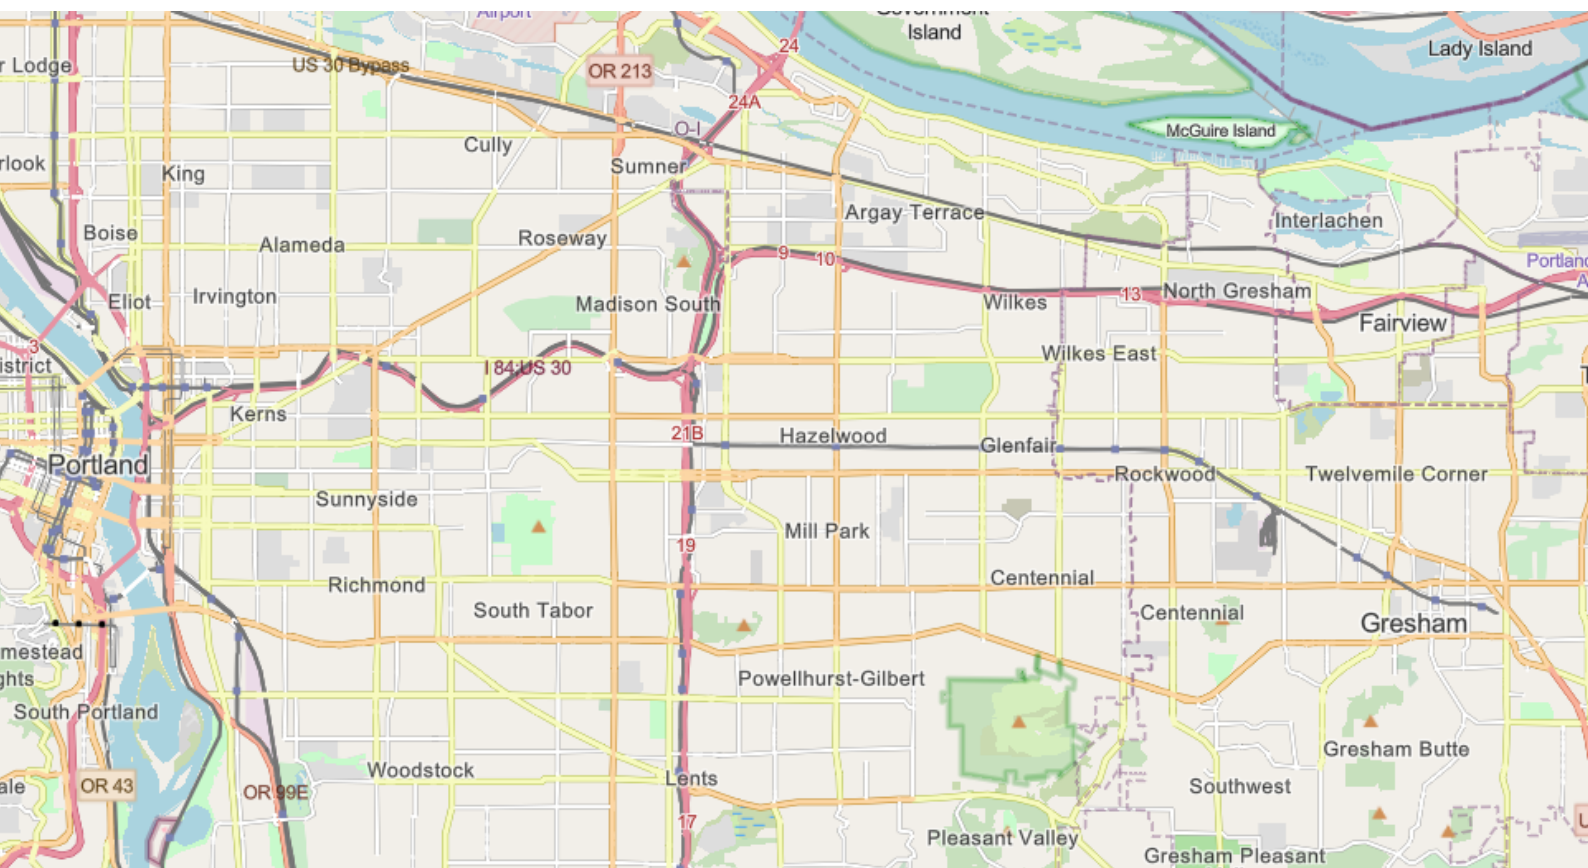 Airport
Government
Island
24
Lady Island
r Lodge
US 30 Bypass
OR 213
24A
O-I
McGuire Island
Cully
rlook
King
Sumner
Argay Terrace
Interlachen
Boise
Alameda
Roseway
9
10
Portland
A
Eliot
Irvington
Madison South
Wilkes
13
North Gresham
Fairview
3
istrict
I 84;US 30
Wilkes East
T
Kerns
21B
Hazelwood
Glenfair
Portland
Rockwood
Twelvemile Corner
Sunnyside
Mill Park
19
Richmond
Centennial
South Tabor
Centennial
Gresham
mestead
ghts
Powellhurst-Gilbert
South Portland
Gresham Butte
Woodstock
Lents
Southwest
ale
OR 43
OR 99E
17
U
Pleasant Valley
Gresham Pleasant